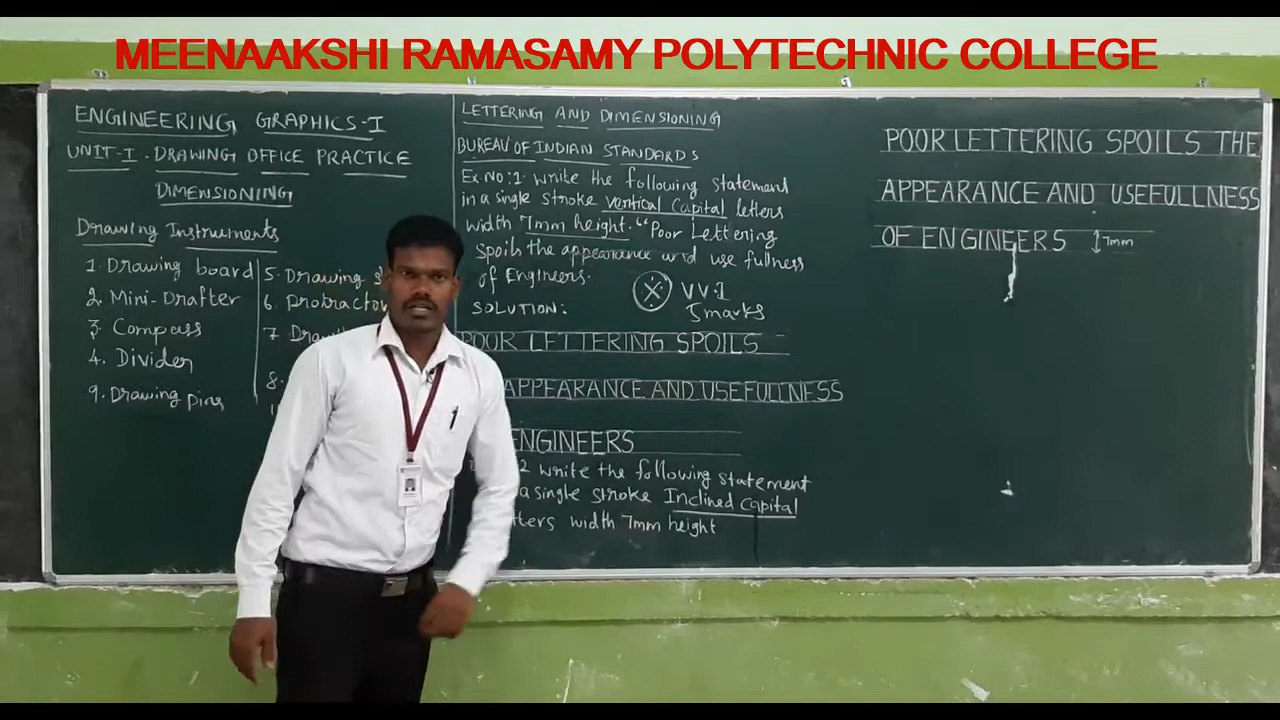 MEENAAKSHI RAMASAMY POLYTECHNIC COLLEGE
ENGINEERING GRAPHICS-I
UNIT-I. DRAWING OFFICE PRACTICE
DIMENSIONING
Drawing Instruments
1. Drawing board
2. Mini-Drafter
3. Compass
4. Divider
9. Drawing pins
5. Drawing
6. protractor
7.
8.
LETTERING AND DIMENSIONING
BUREAU OF INDIAN STANDARDS
Ex.No:1. Write the following statement
in a single stroke vertical Capital letters
width 7mm height. "Poor Lettering
Spoils the appearance and use fullness
of Engineers.
SOLUTION:
VV.I
5marks
POOR LETTERING SPOILS
APPEARANCE AND USEFULLNESS
ENGINEERS
2 write the following statement
a single stroke Inclined capital
width 7mm height
POOR LETTERING SPOILS THE
APPEARANCE AND USEFULLNESS
OF ENGINEERS 7mm